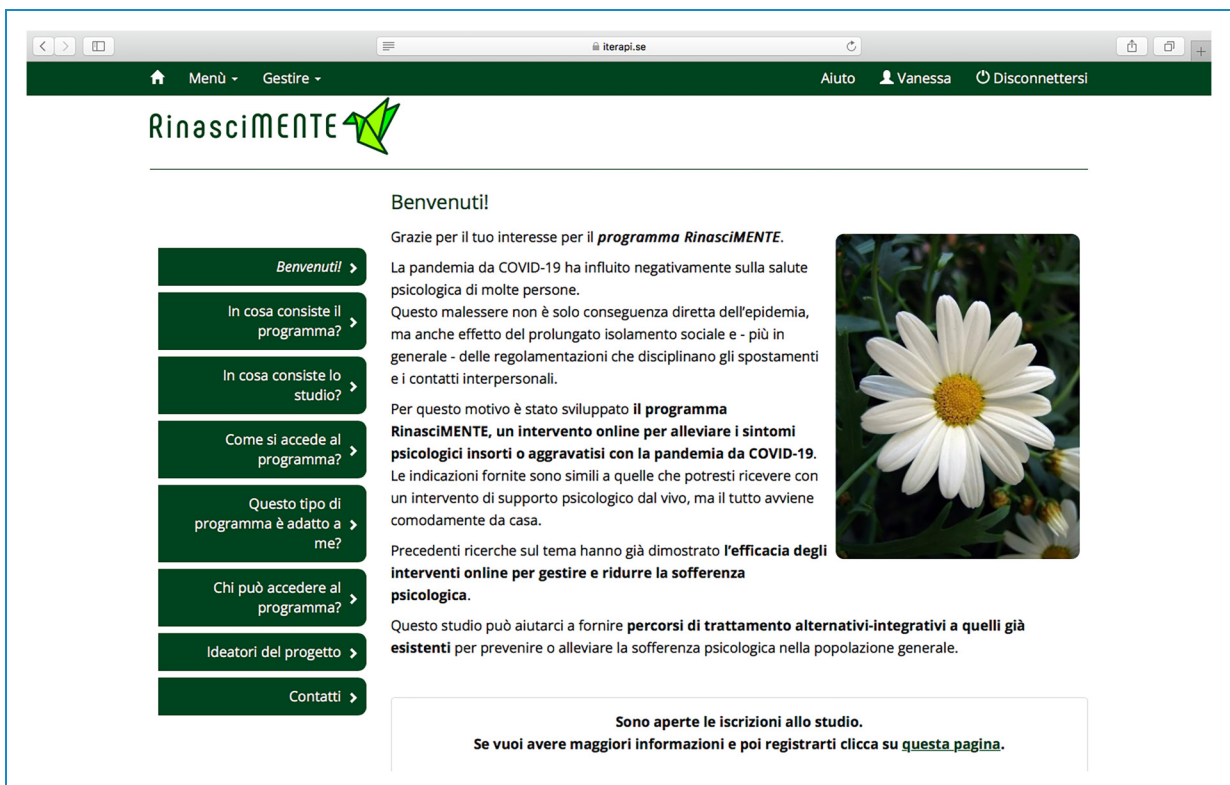 iterapi.se
Menù
Gestire
Aiuto
Vanessa
Disconnettersi
RinasciMENTE
Benvenuti!
Grazie per il tuo interesse per il programma RinasciMENTE.
La pandemia da COVID-19 ha influito negativamente sulla salute
psicologica di molte persone.
Questo malessere non è solo conseguenza diretta dell'epidemia,
ma anche effetto del prolungato isolamento sociale e - più in
generale - delle regolamentazioni che disciplinano gli spostamenti
e i contatti interpersonali.
Per questo motivo è stato sviluppato il programma
RinasciMENTE, un intervento online per alleviare i sintomi
psicologici insorti o aggravatisi con la pandemia da COVID-19.
Le indicazioni fornite sono simili a quelle che potresti ricevere con
un intervento di supporto psicologico dal vivo, ma il tutto avviene
comodamente da casa.
Precedenti ricerche sul tema hanno già dimostrato l'efficacia degli
interventi online per gestire e ridurre la sofferenza
psicologica.
Questo studio può aiutarci a fornire percorsi di trattamento alternativi-integrativi a quelli già
esistenti per prevenire o alleviare la sofferenza psicologica nella popolazione generale.
Sono aperte le iscrizioni allo studio.
Se vuoi avere maggiori informazioni e poi registrarti clicca su questa pagina.
Benvenuti!
In cosa consiste il
programma?
In cosa consiste lo
studio?
Come si accede al
programma?
Questo tipo di
programma è adatto a
me?
Chi può accedere al
programma?
Ideatori del progetto
Contatti